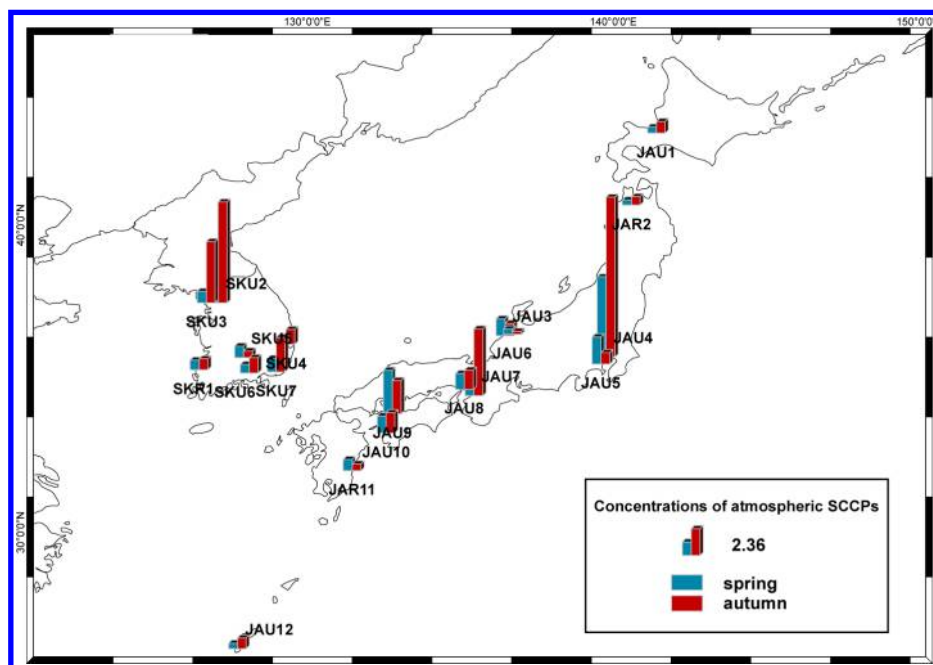 130°0'0"E
140°0'0"E
150°0'
40°0'0"N
30°0'0"N
JAU1
JAR2
SKU2
SKU3
JAU3
JAU4
SKU5
JAU6
SKU4
JAU7
JAU5
SKR1
SKU6
SKU7
JAU8
JAU9
JAU10
JAR11
JAU12
Concentrations of atmospheric SCCPs
2.36
spring
autumn